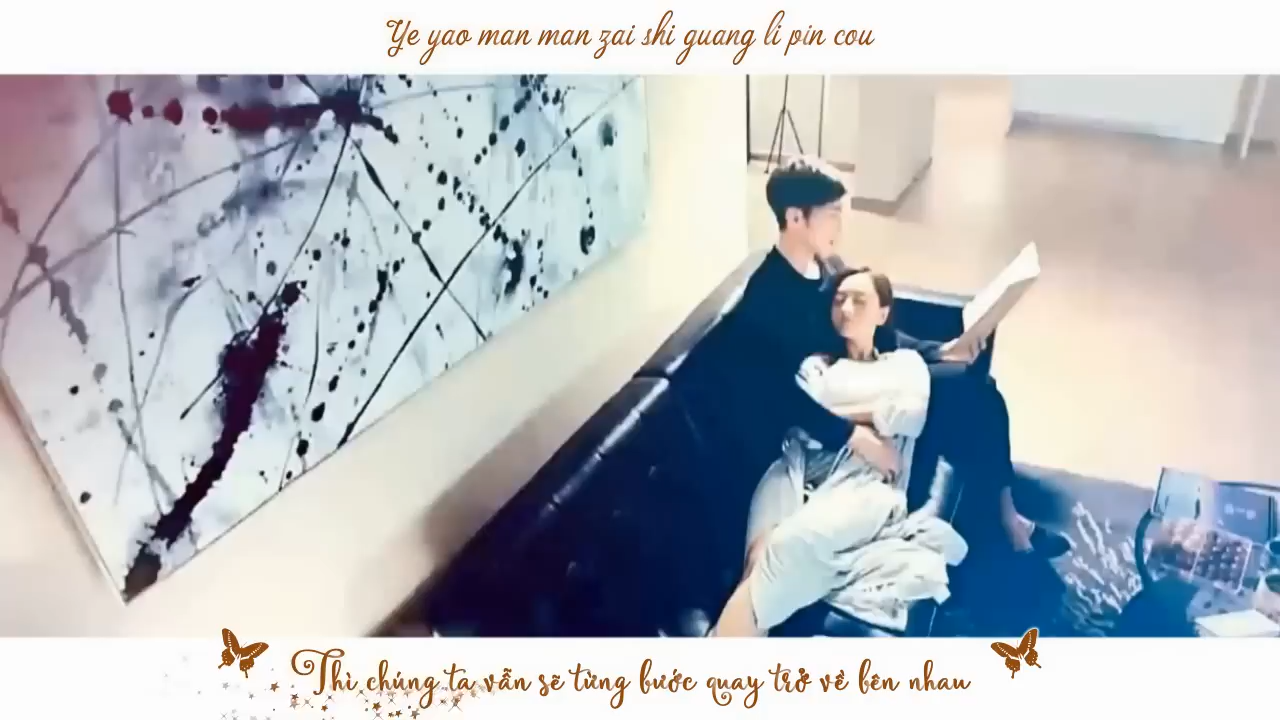 Ye yao man man zai shi guang li pin cou
Thì chúng ta vẫn sẽ từng bước quay trở về bên nhau